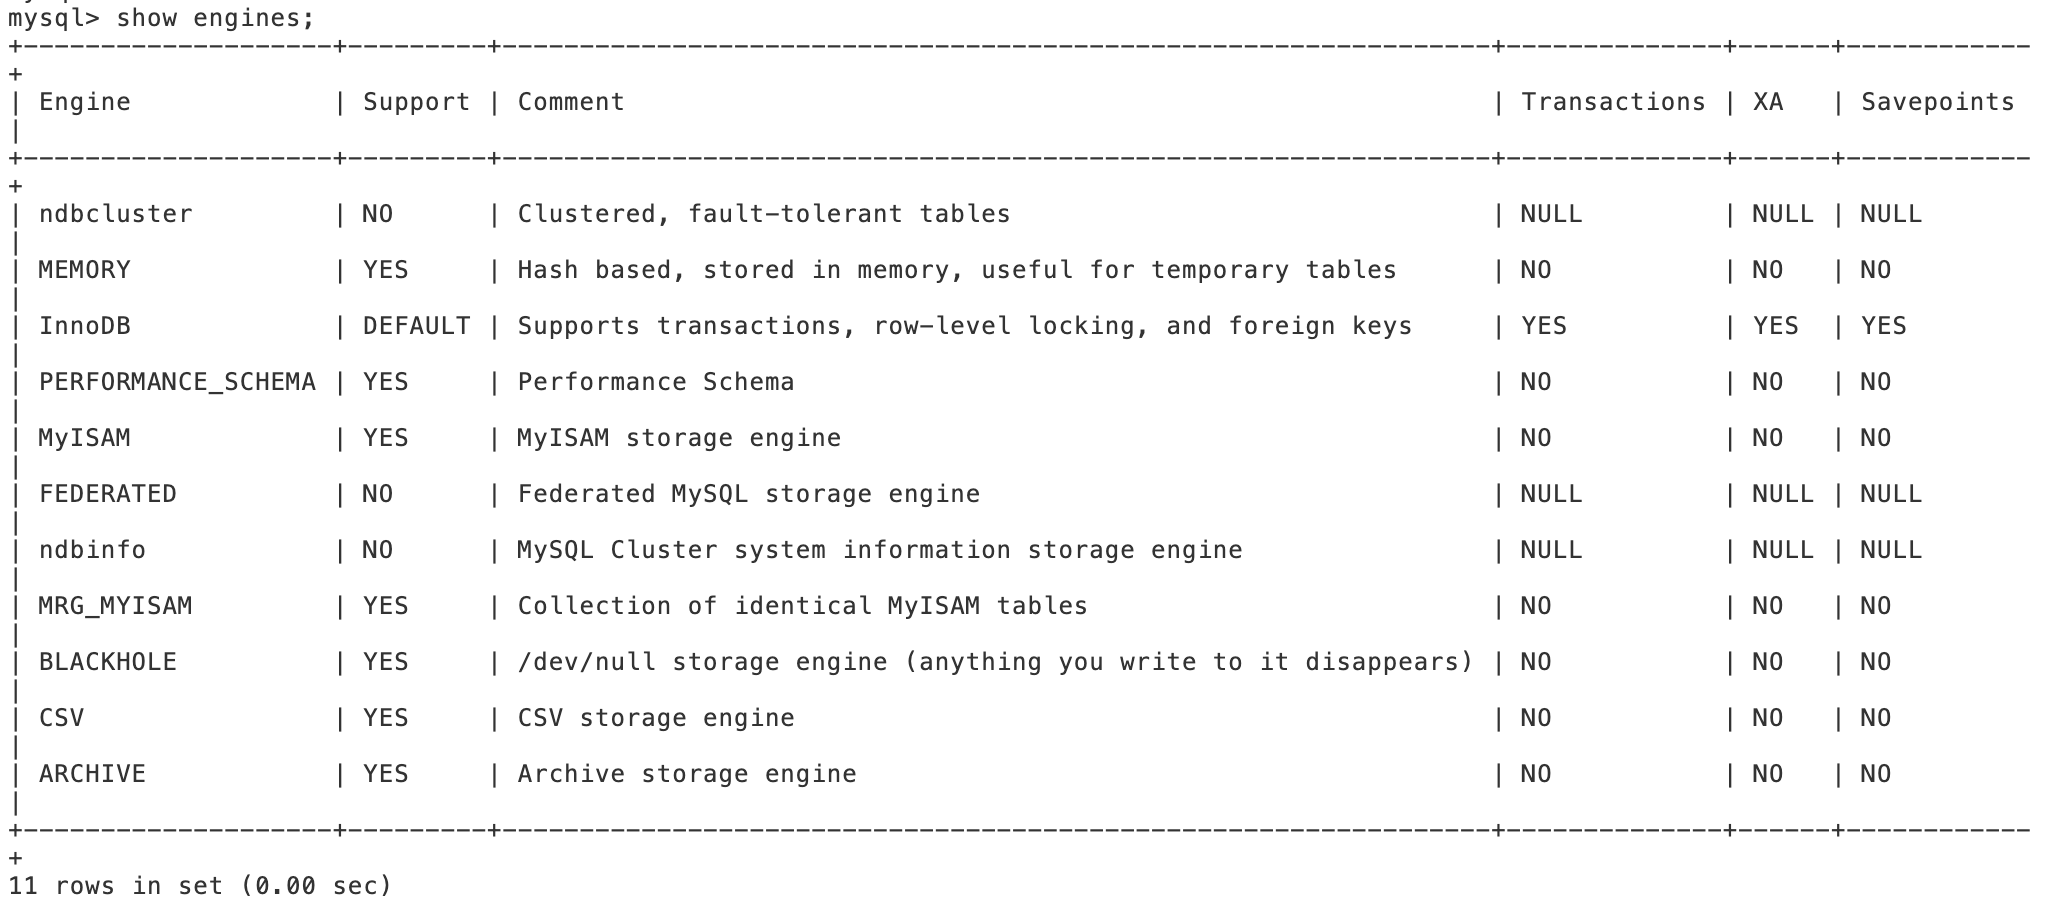 mysql> show engines;
+--------------------+---------+----------------------------------------------------------------+--------------+------+------------
+
| Engine             | Support | Comment                                                        | Transactions | XA   | Savepoints 
|
+--------------------+---------+----------------------------------------------------------------+--------------+------+------------
+
| ndbcluster         | NO      | Clustered, fault-tolerant tables                               | NULL         | NULL | NULL       
|
| MEMORY             | YES     | Hash based, stored in memory, useful for temporary tables      | NO           | NO   | NO         
|
| InnoDB             | DEFAULT | Supports transactions, row-level locking, and foreign keys     | YES          | YES  | YES        
|
| PERFORMANCE_SCHEMA | YES     | Performance Schema                                             | NO           | NO   | NO         
|
| MyISAM             | YES     | MyISAM storage engine                                          | NO           | NO   | NO         
|
| FEDERATED          | NO      | Federated MySQL storage engine                                 | NULL         | NULL | NULL       
|
| ndbinfo            | NO      | MySQL Cluster system information storage engine                | NULL         | NULL | NULL       
|
| MRG_MYISAM         | YES     | Collection of identical MyISAM tables                          | NO           | NO   | NO         
|
| BLACKHOLE          | YES     | /dev/null storage engine (anything you write to it disappears) | NO           | NO   | NO         
|
| CSV                | YES     | CSV storage engine                                             | NO           | NO   | NO         
|
| ARCHIVE            | YES     | Archive storage engine                                         | NO           | NO   | NO         
|
+--------------------+---------+----------------------------------------------------------------+--------------+------+------------
+
11 rows in set (0.00 sec)